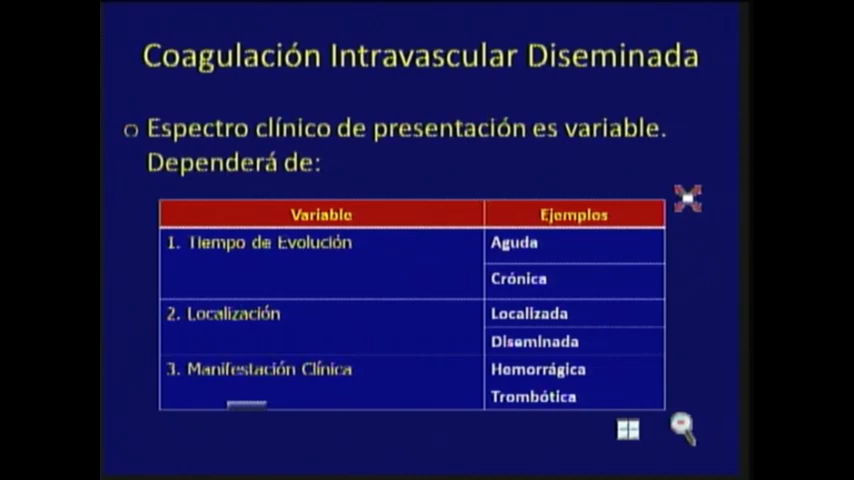 Coagulación Intravascular Diseminada
o Espectro clínico de presentación es variable.
Dependerá de:
Variable Ejemplos
1. Tiempo de Evolución Aguda
Crónica
2. Localización Localizada
Diseminada
3. Manifestación Clínica Hemorrágica
Trombótica